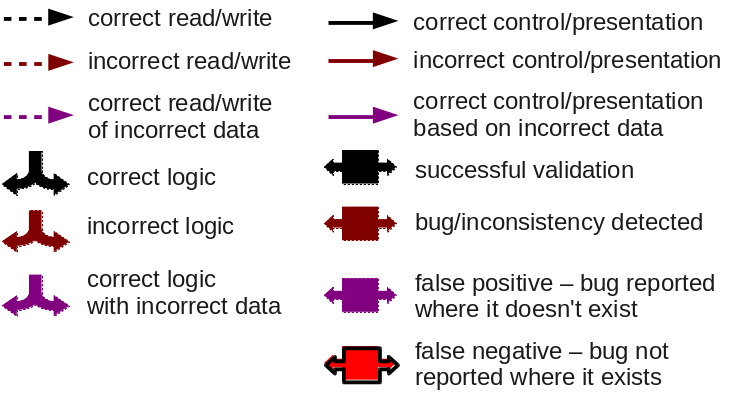 correct read/write
incorrect read/write
correct read/write
of incorrect data
correct logic
incorrect logic
correct logic
with incorrect data
correct control/presentation
incorrect control/presentation
correct control/presentation
based on incorrect data
successful validation
bug/inconsistency detected
false positive – bug reported
where it doesn't exist
false negative – bug not
reported where it exists